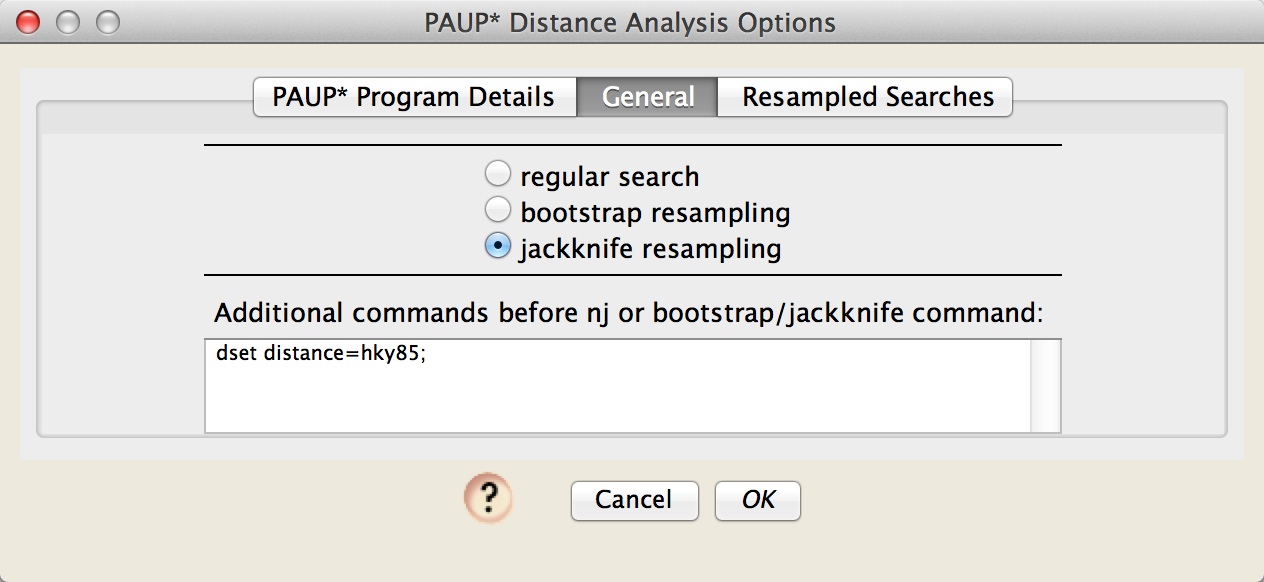 PAUP* Distance Analysis Options
PAUP* Program Details General Resampled Searches
regular search
bootstrap resampling
jackknife resampling
Additional commands before nj or bootstrap/jackknife command:
dset distance=hky85;
? Cancel OK